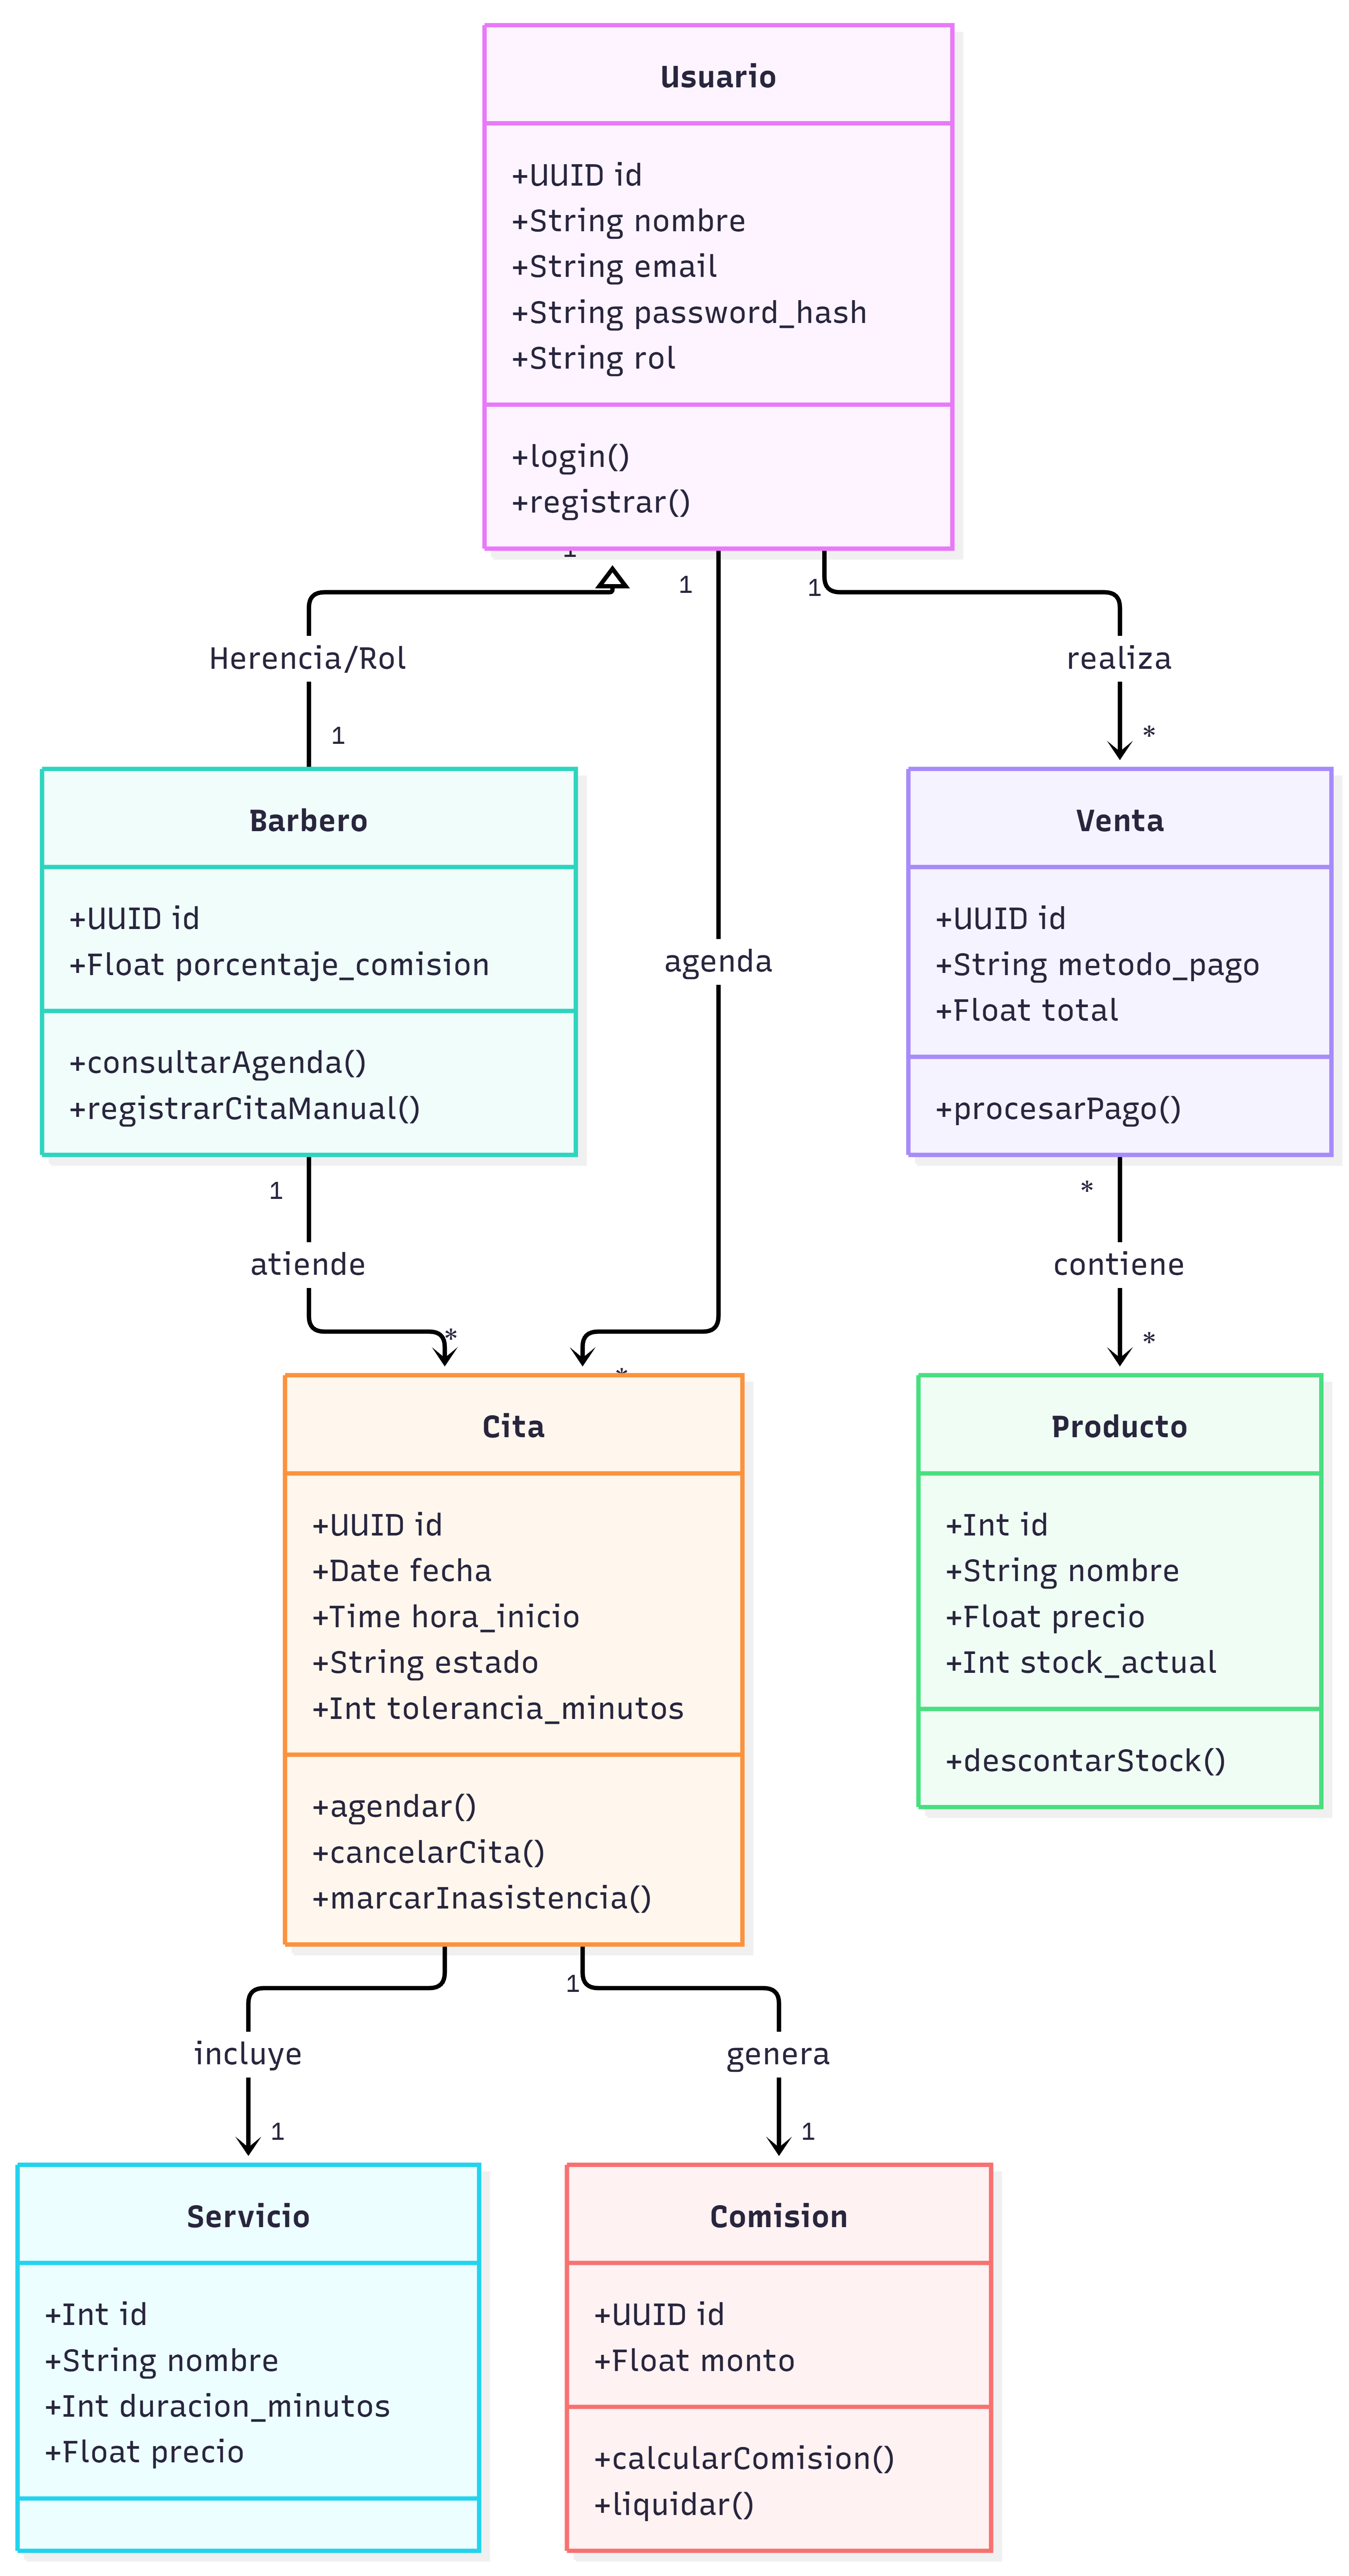 Usuario
+UUID id
+String nombre
+String email
+String password_hash
+String rol
+login()
+registrar()
1
1
1
Herencia/Rol
realiza
1
*
Barbero
+UUID id
+Float porcentaje_comision
+consultarAgenda()
+registrarCitaManual()
agenda
Venta
+UUID id
+String metodo_pago
+Float total
+procesarPago()
1
*
atiende
contiene
*
*
*
Cita
+UUID id
+Date fecha
+Time hora_inicio
+String estado
+Int tolerancia_minutos
+agendar()
+cancelarCita()
+marcarInasistencia()
Producto
+Int id
+String nombre
+Float precio
+Int stock_actual
+descontarStock()
1
incluye
genera
1
1
Servicio
+Int id
+String nombre
+Int duracion_minutos
+Float precio
Comision
+UUID id
+Float monto
+calcularComision()
+liquidar()